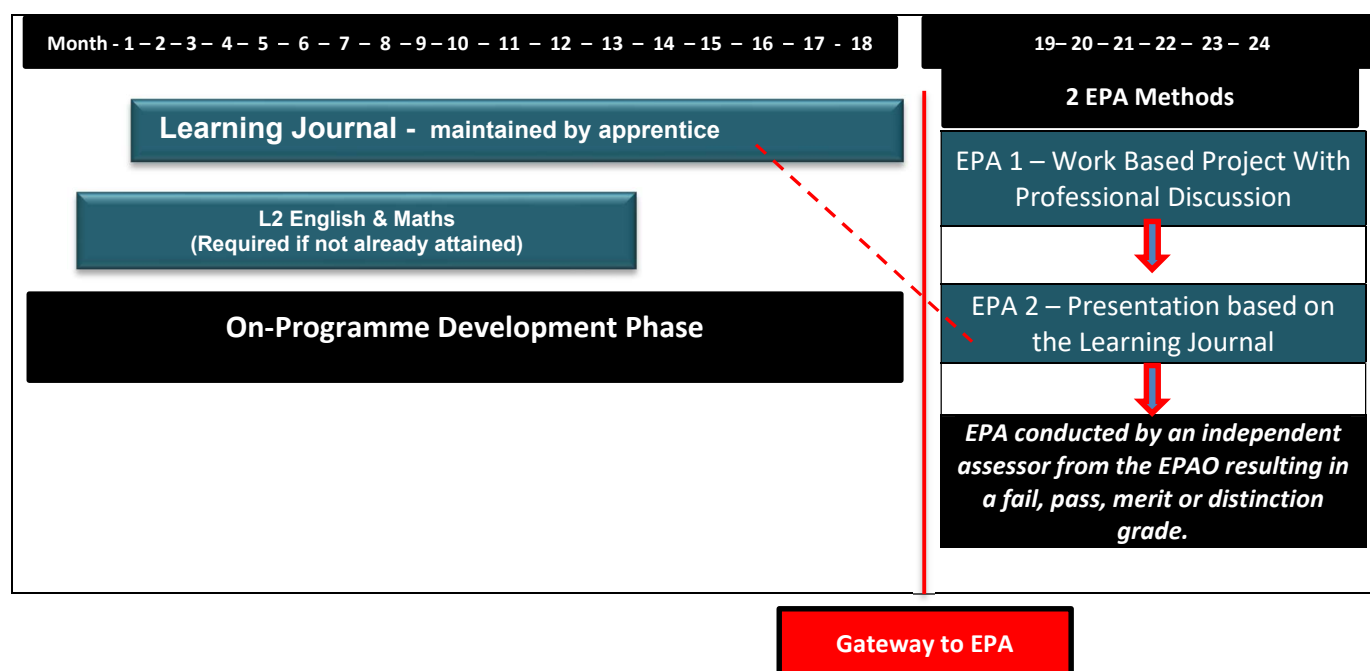 Month - 1 – 2 – 3 – 4 – 5 – 6 – 7 – 8 – 9 – 10 – 11 – 12 – 13 – 14 – 15 – 16 – 17 - 18
19– 20 – 21 – 22 – 23 – 24
2 EPA Methods
Learning Journal - maintained by apprentice
EPA 1 – Work Based Project With
Professional Discussion
L2 English & Maths
(Required if not already attained)
On-Programme Development Phase
EPA 2 – Presentation based on
the Learning Journal
EPA conducted by an independent
assessor from the EPAO resulting in
a fail, pass, merit or distinction
grade.
Gateway to EPA